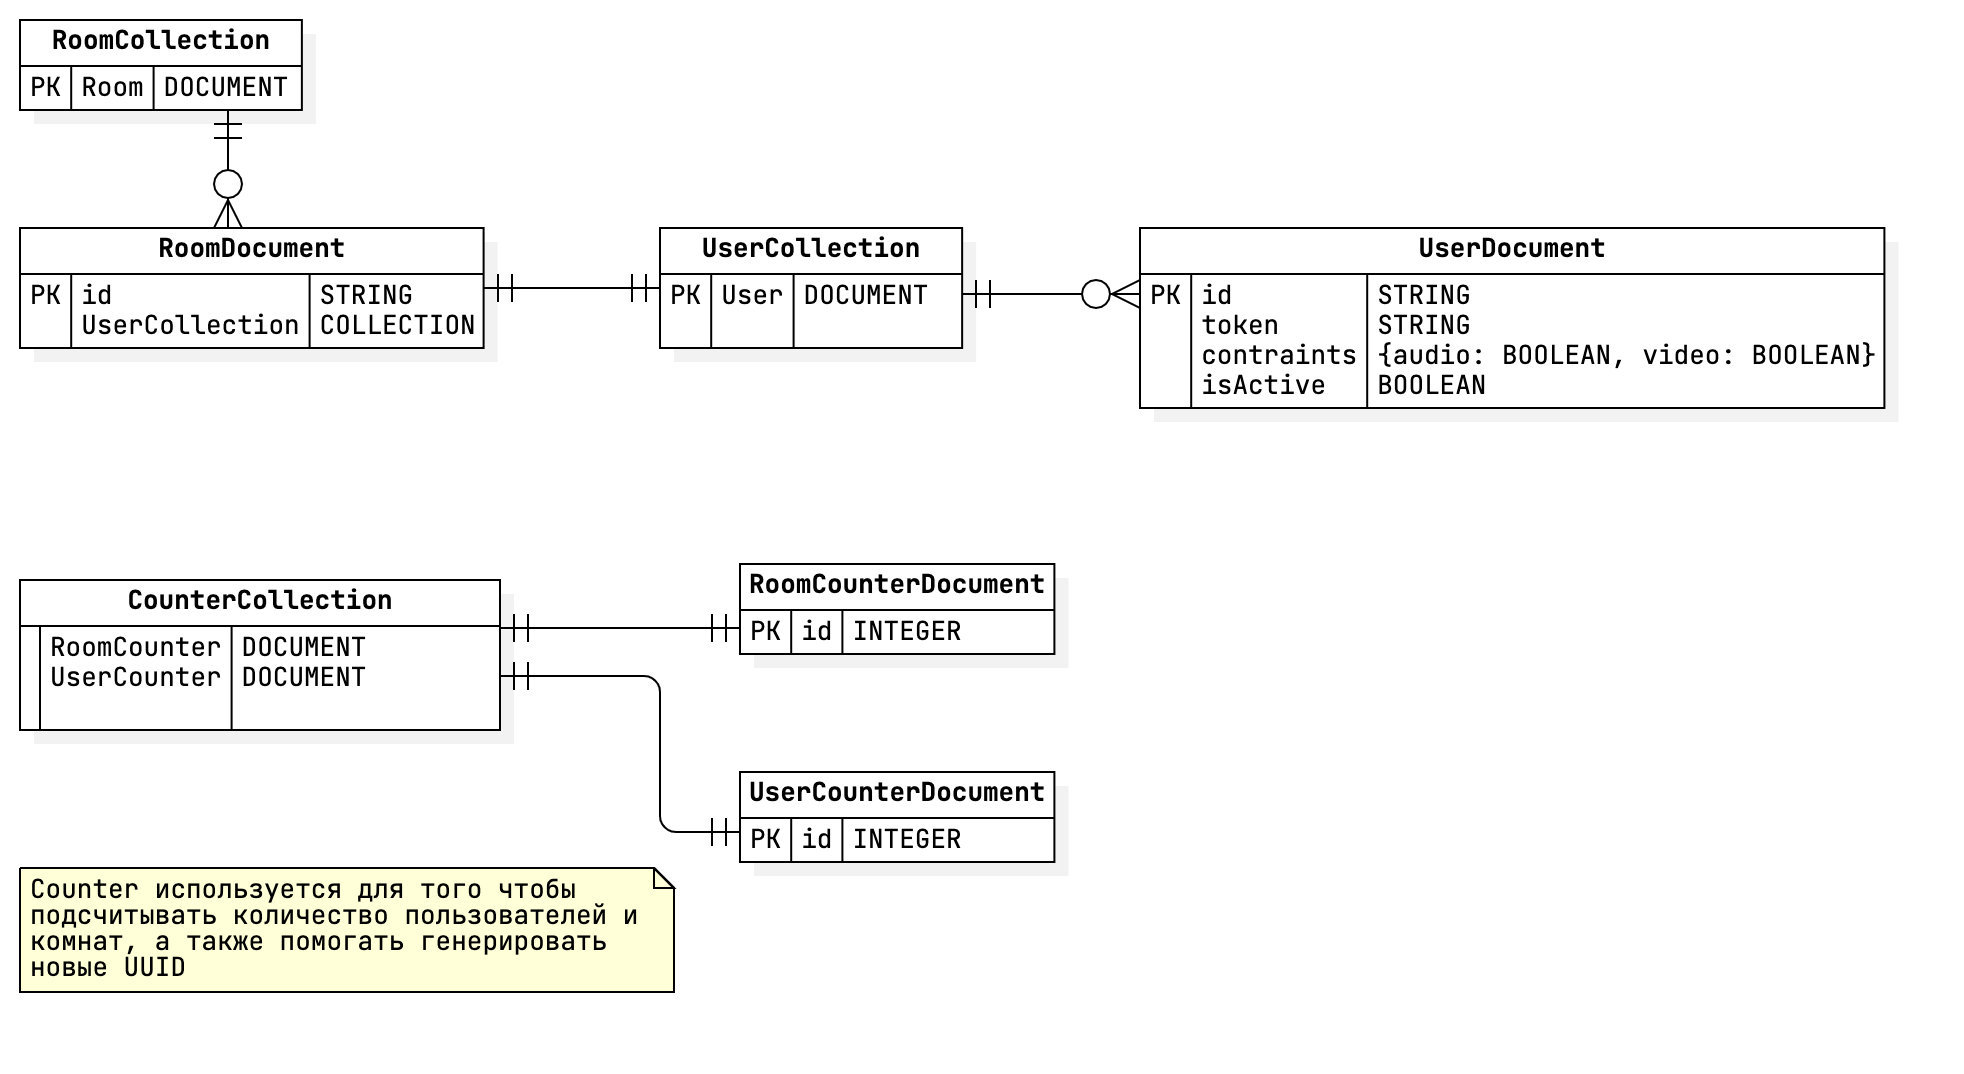 RoomCollection
PK Room DOCUMENT
RoomDocument
PK id STRING
UserCollection COLLECTION
UserCollection
PK User DOCUMENT
UserDocument
PK id STRING
token STRING
contraints {audio: BOOLEAN, video: BOOLEAN}
isActive BOOLEAN
CounterCollection
RoomCounter DOCUMENT
UserCounter DOCUMENT
RoomCounterDocument
PK id INTEGER
UserCounterDocument
PK id INTEGER
Counter используется для того чтобы
подсчитывать количество пользователей и
комнат, а также помогать генерировать
новые UUID